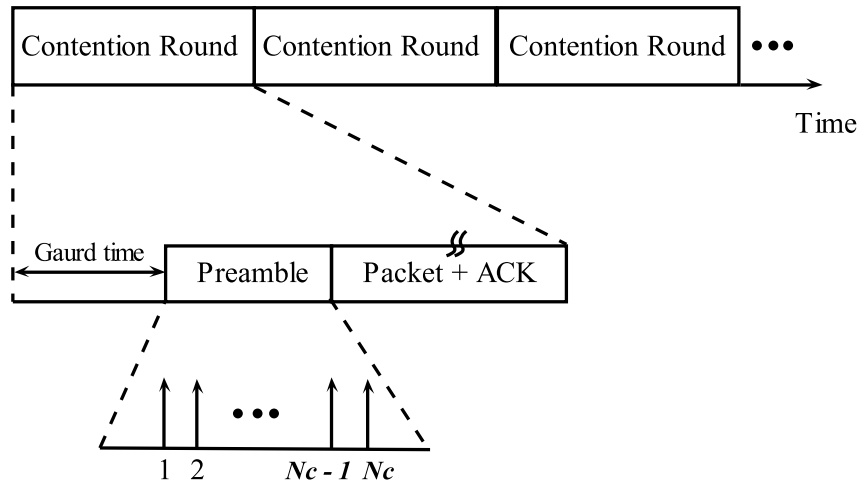 Contention Round Contention Round Contention Round •••
Time
Gaurd time
Preamble Packet + ACK
•••
1 2 Nc - 1 Nc